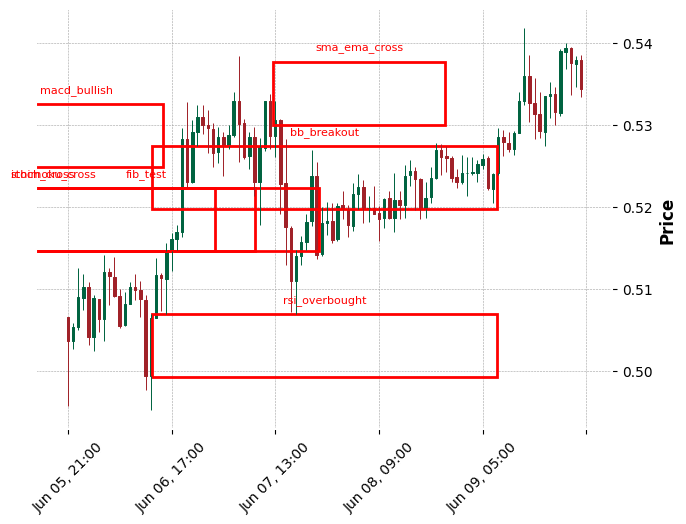 sma_ema_cross
0.54
macd_bullish
0.53
bb_breakout
fib_test
0.52
Price
0.51
rsi_overbought
0.50
Jun 05, 21:00
Jun 06, 17:00
Jun 07, 13:00
Jun 08, 09:00
Jun 09, 05:00